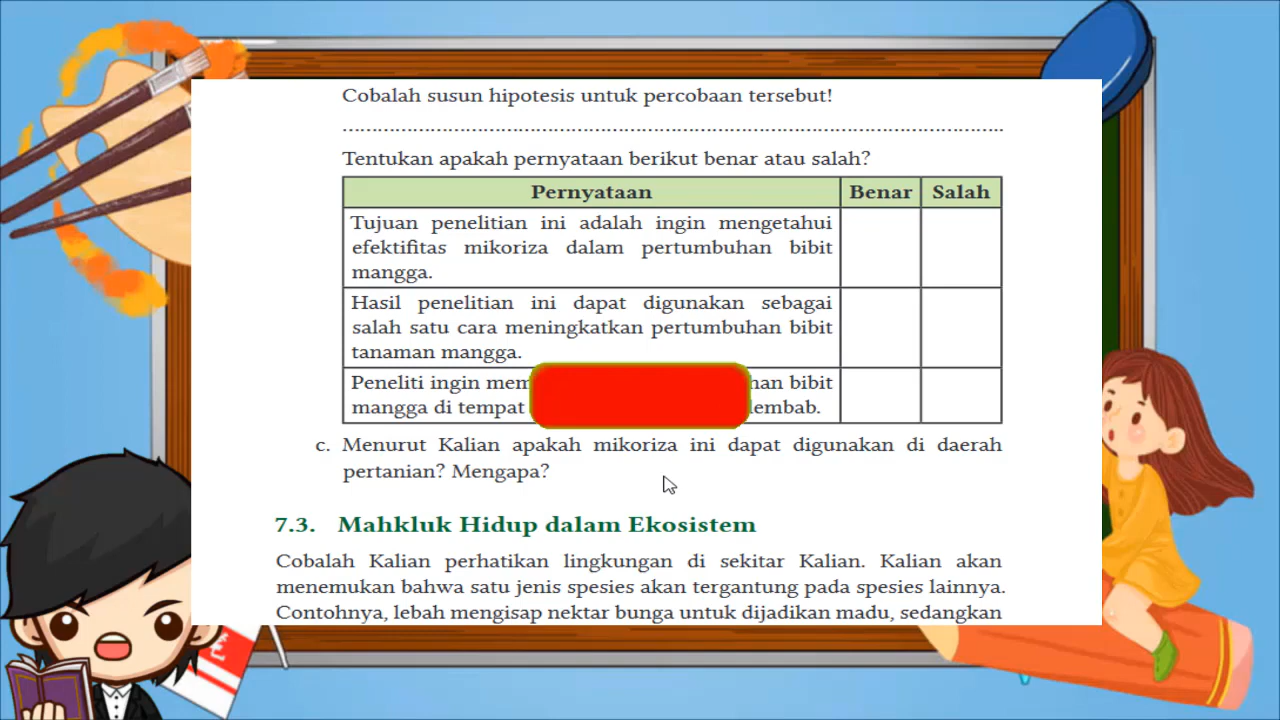 Cobalah susun hipotesis untuk percobaan tersebut!
Tentukan apakah pernyataan berikut benar atau salah?
Pernyataan Benar Salah
Tujuan penelitian ini adalah ingin mengetahui
efektifitas mikoriza dalam pertumbuhan bibit
mangga.
Hasil penelitian ini dapat digunakan sebagai
salah satu cara meningkatkan pertumbuhan bibit
tanaman mangga.
Peneliti ingin bibit
mangga di tempat
c. Menurut Kalian apakah mikoriza ini dapat digunakan di daerah
pertanian? Mengapa?
7.3. Mahkluk Hidup dalam Ekosistem
Cobalah Kalian perhatikan lingkungan di sekitar Kalian. Kalian akan
menemukan bahwa satu jenis spesies akan tergantung pada spesies lainnya.
Contohnya, lebah mengisap nektar bunga untuk dijadikan madu, sedangkan